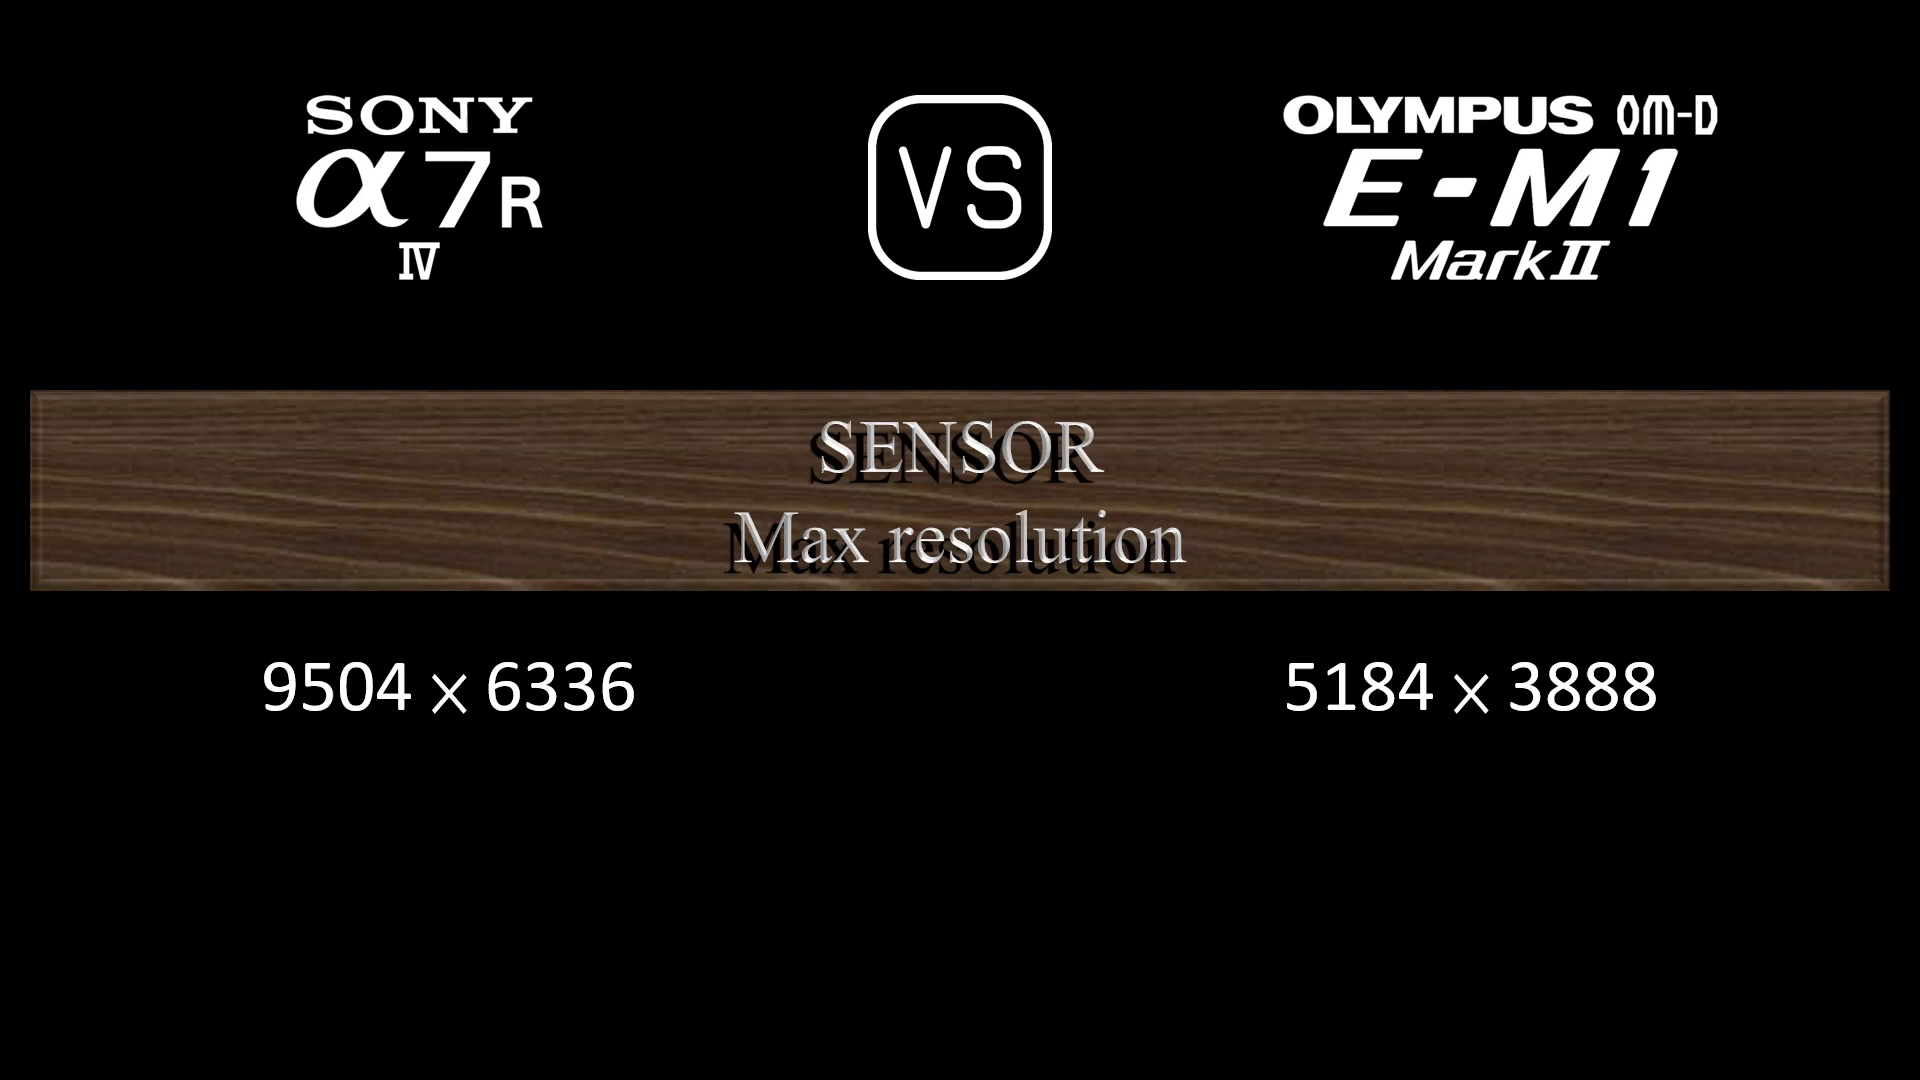 SONY
α7R
IV
VS
OLYMPUS OM-D
E-M1
Mark II
SENSOR
Max resolution
9504 x 6336
5184 x 3888